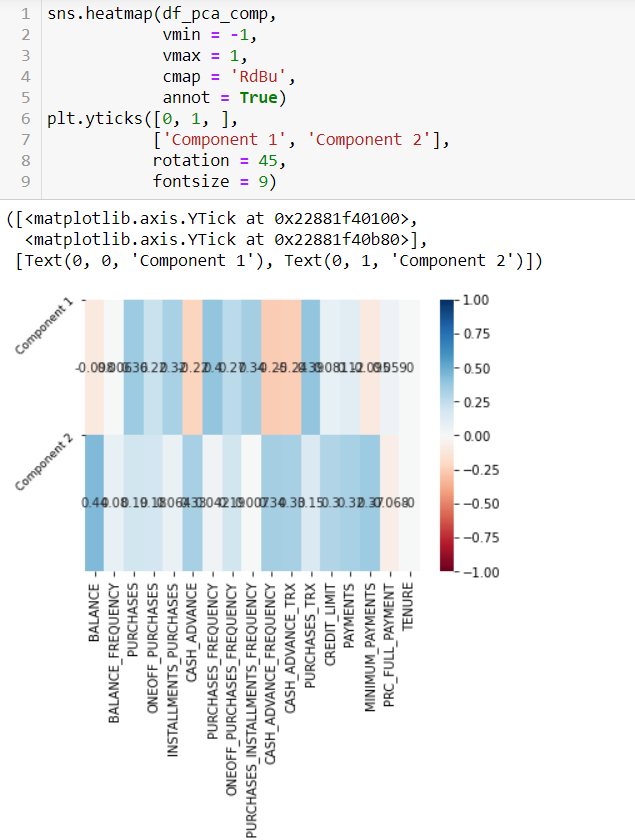 1 sns.heatmap(df_pca_comp,
2 vmin = -1,
3 vmax = 1,
4 cmap = 'RdBu',
5 annot = True)
6 plt.yticks([0, 1, ],
7 ['Component 1', 'Component 2'],
8 rotation = 45,
9 fontsize = 9)
([<matplotlib.axis.YTick at 0x22881f40100>,
<matplotlib.axis.YTick at 0x22881f40b80>],
[Text(0, 0, 'Component 1'), Text(0, 1, 'Component 2')])
Component 1
Component 2
BALANCE
BALANCE_FREQUENCY
PURCHASES
ONEOFF_PURCHASES
INSTALLMENTS_PURCHASES
CASH_ADVANCE
PURCHASES_FREQUENCY
ONEOFF_PURCHASES_FREQUENCY
PURCHASES_INSTALLMENTS_FREQUENCY
CASH_ADVANCE_FREQUENCY
CASH_ADVANCE_TRX
PURCHASES_TRX
CREDIT_LIMIT
PAYMENTS
MINIMUM_PAYMENTS
PRC_FULL_PAYMENT
TENURE
1.00
0.75
0.50
0.25
0.00
−0.25
−0.50
−0.75
−1.00